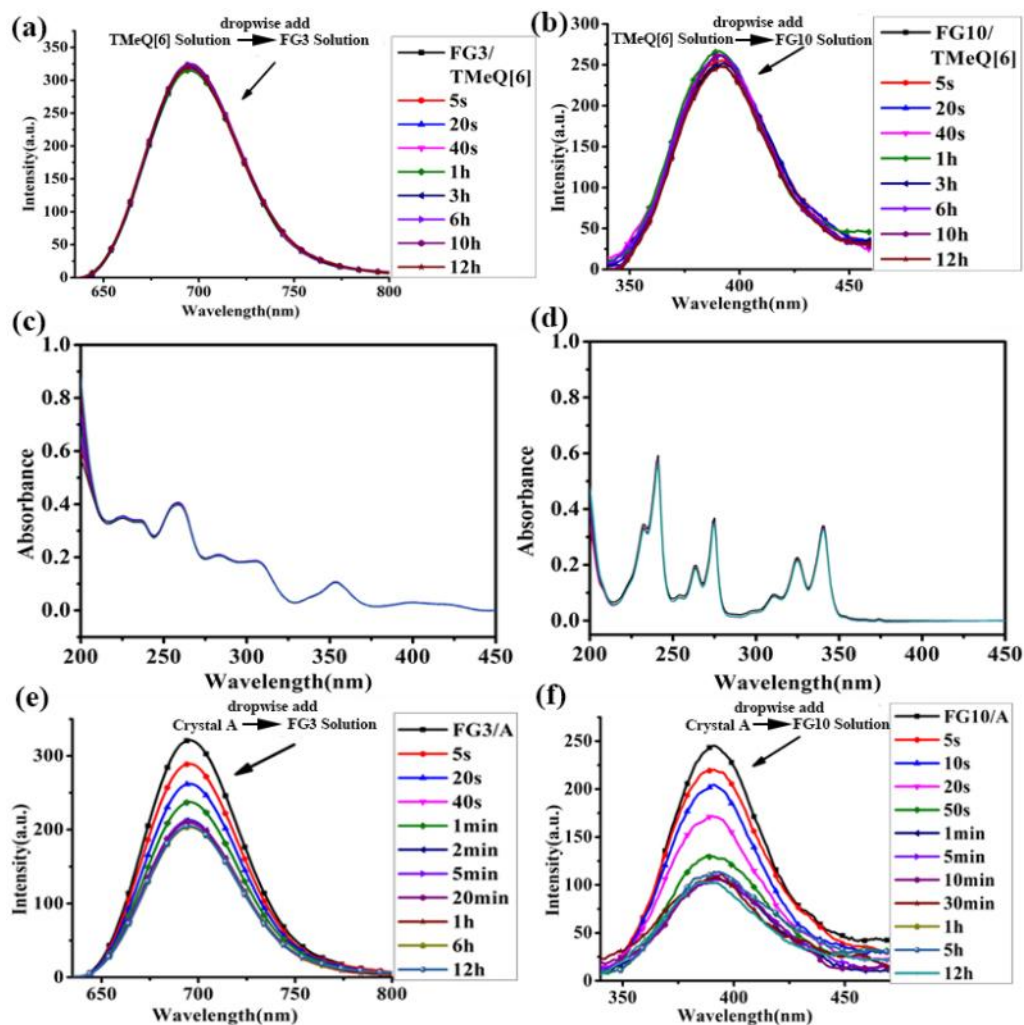 (a)
dropwise add
TMeQ[6] Solution → FG3 Solution
Intensity(a.u.)
350
300
250
200
150
100
50
0
650 700 750 800
Wavelength(nm)
FG3/
TMeQ[6]
5s
20s
40s
1h
3h
6h
10h
12h
(b)
dropwise add
TMeQ[6] Solution → FG10 Solution
Intensity(a.u.)
300
250
200
150
100
50
0
350 400 450
Wavelength(nm)
FG10/
TMeQ[6]
5s
20s
40s
1h
3h
6h
10h
12h
(c)
Absorbance
1.0
0.8
0.6
0.4
0.2
0.0
200 250 300 350 400 450
Wavelength(nm)
(d)
Absorbance
1.0
0.8
0.6
0.4
0.2
0.0
200 250 300 350 400 450
Wavelength(nm)
(e)
dropwise add
Crystal A → FG3 Solution
Intensity(a.u.)
300
200
100
0
650 700 750 800
Wavelength(nm)
FG3/A
5s
20s
40s
1min
2min
5min
20min
1h
6h
12h
(f)
dropwise add
Crystal A → FG10 Solution
Intensity(a.u.)
250
200
150
100
50
0
350 400 450
Wavelength(nm)
FG10/A
5s
10s
20s
50s
1min
5min
10min
30min
1h
5h
12h